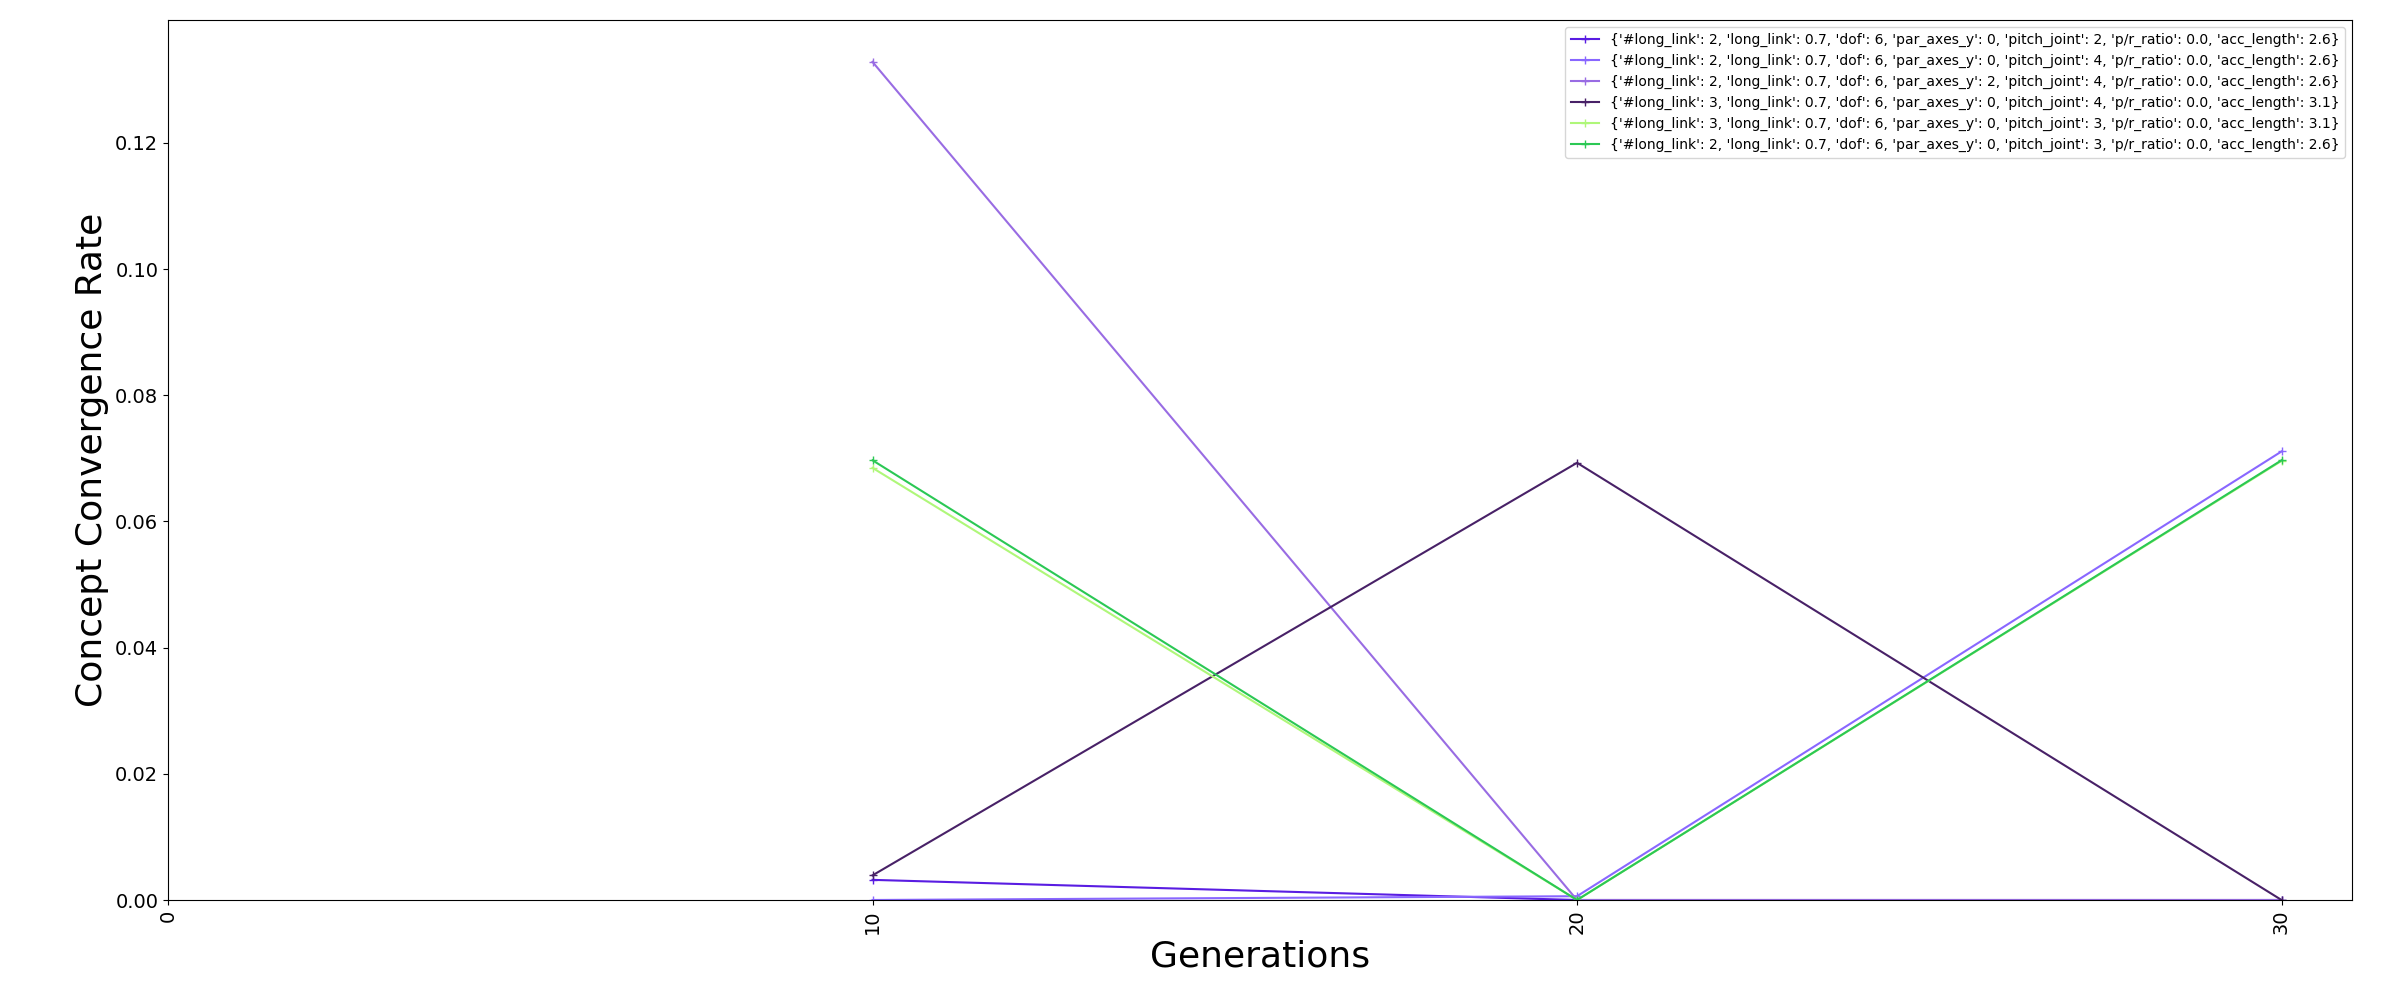 {'#long_link': 2, 'long_link': 0.7, 'dof': 6, 'par_axes_y': 0, 'pitch_joint': 2, 'p/r_ratio': 0.0, 'acc_length': 2.6}
{'#long_link': 2, 'long_link': 0.7, 'dof': 6, 'par_axes_y': 0, 'pitch_joint': 4, 'p/r_ratio': 0.0, 'acc_length': 2.6}
{'#long_link': 2, 'long_link': 0.7, 'dof': 6, 'par_axes_y': 2, 'pitch_joint': 4, 'p/r_ratio': 0.0, 'acc_length': 2.6}
{'#long_link': 3, 'long_link': 0.7, 'dof': 6, 'par_axes_y': 0, 'pitch_joint': 4, 'p/r_ratio': 0.0, 'acc_length': 3.1}
{'#long_link': 3, 'long_link': 0.7, 'dof': 6, 'par_axes_y': 0, 'pitch_joint': 3, 'p/r_ratio': 0.0, 'acc_length': 3.1}
{'#long_link': 2, 'long_link': 0.7, 'dof': 6, 'par_axes_y': 0, 'pitch_joint': 3, 'p/r_ratio': 0.0, 'acc_length': 2.6}
Concept Convergence Rate
0.12
0.10
0.08
0.06
0.04
0.02
0.00
0
10
20
30
Generations